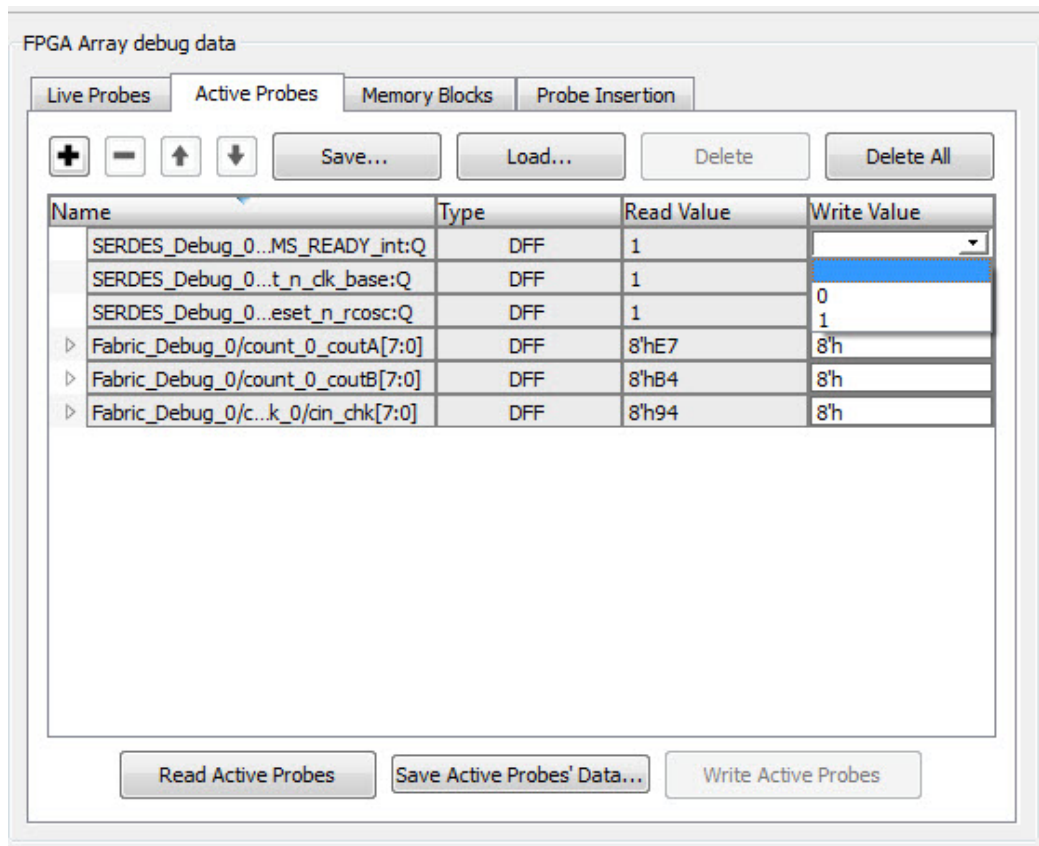 FPGA Array debug data
Live Probes Active Probes Memory Blocks Probe Insertion
Save... Load... Delete Delete All
Name Type Read Value Write Value
SERDES_Debug_0...MS_READY_int:Q DFF 1
SERDES_Debug_0...t_n_clk_base:Q DFF 1
0
SERDES_Debug_0...eset_n_rcosc:Q DFF 1
1
Fabric_Debug_0/count_0_coutA[7:0] DFF 8'hE7 8'h
Fabric_Debug_0/count_0_coutB[7:0] DFF 8'hB4 8'h
Fabric_Debug_0/c...k_0/cin_chk[7:0] DFF 8'h94 8'h
Read Active Probes Save Active Probes' Data... Write Active Probes